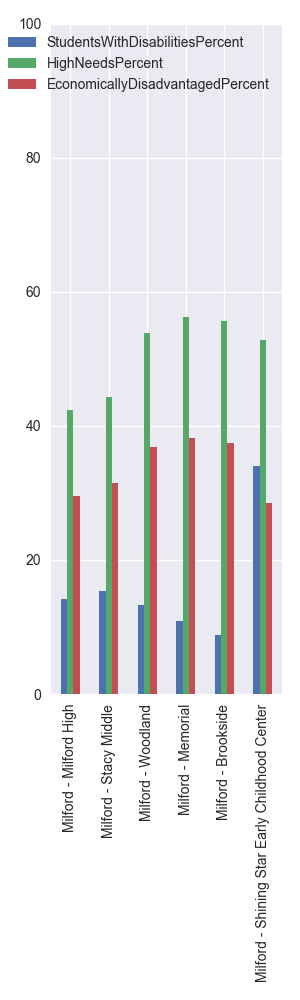 100
StudentsWithDisabilitiesPercent
HighNeedsPercent
EconomicallyDisadvantagedPercent
80
60
40
20
0
Milford - Milford High
Milford - Stacy Middle
Milford - Woodland
Milford - Memorial
Milford - Brookside
Milford - Shining Star Early Childhood Center